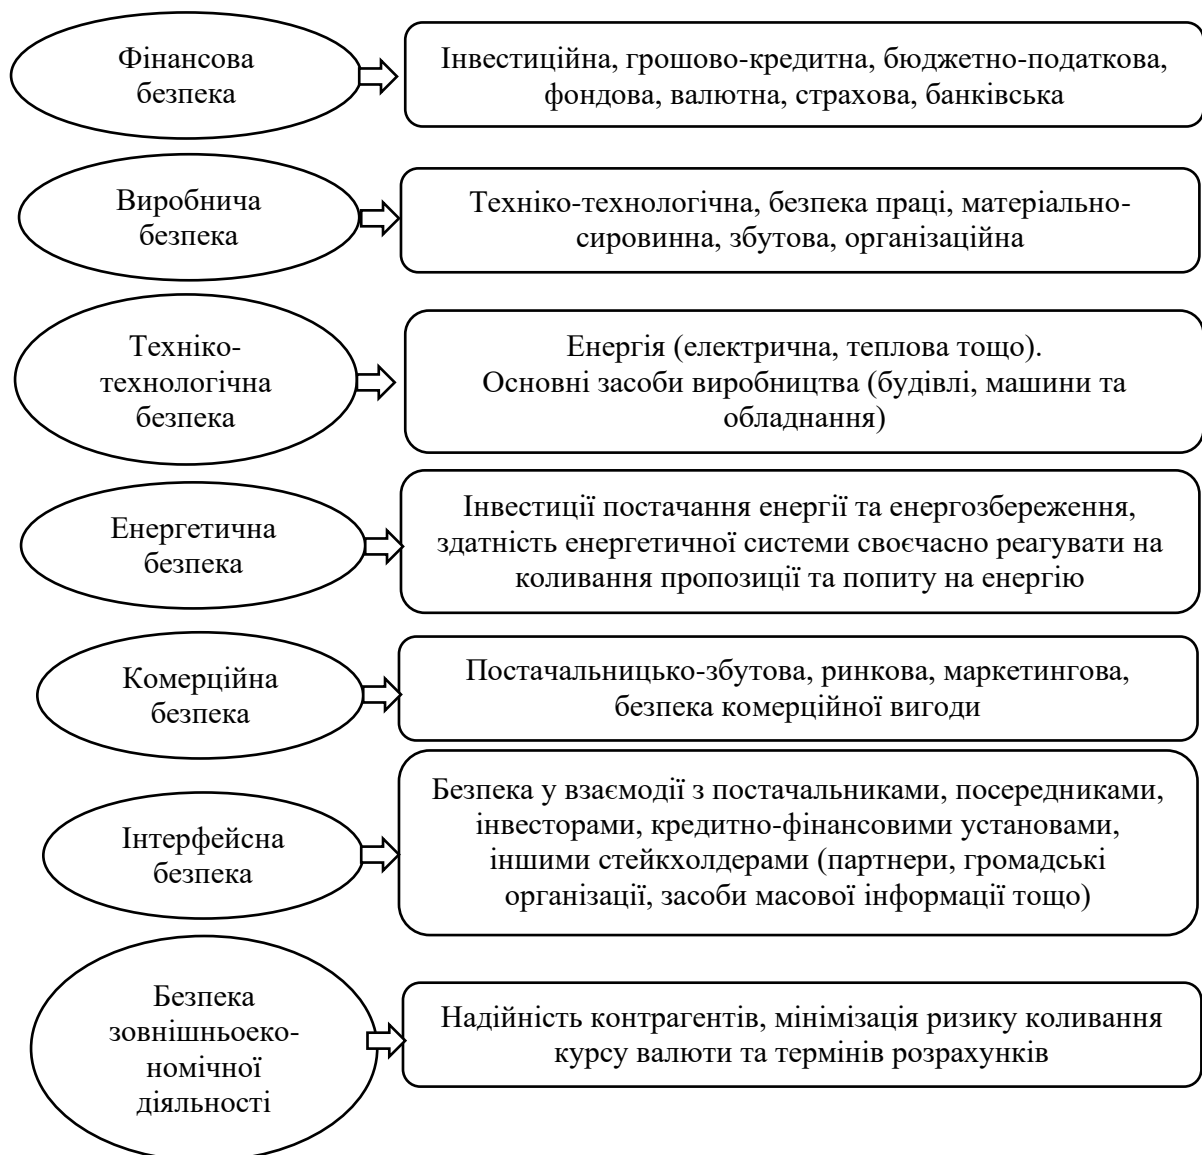 Фінансова
безпека
Інвестиційна, грошово-кредитна, бюджетно-податкова,
фондова, валютна, страхова, банківська
Виробнича
безпека
Техніко-технологічна, безпека праці, матеріально-
сировинна, збутова, організаційна
Техніко-
технологічна
безпека
Енергія (електрична, теплова тощо).
Основні засоби виробництва (будівлі, машини та
обладнання)
Енергетична
безпека
Інвестиції постачання енергії та енергозбереження,
здатність енергетичної системи своєчасно реагувати на
коливання пропозиції та попиту на енергію
Комерційна
безпека
Постачальницько-збутова, ринкова, маркетингова,
безпека комерційної вигоди
Інтерфейсна
безпека
Безпека у взаємодії з постачальниками, посередниками,
інвесторами, кредитно-фінансовими установами,
іншими стейкхолдерами (партнери, громадські
організації, засоби масової інформації тощо)
Безпека
зовнішньоеко-
номічної
діяльності
Надійність контрагентів, мінімізація ризику коливання
курсу валюти та термінів розрахунків